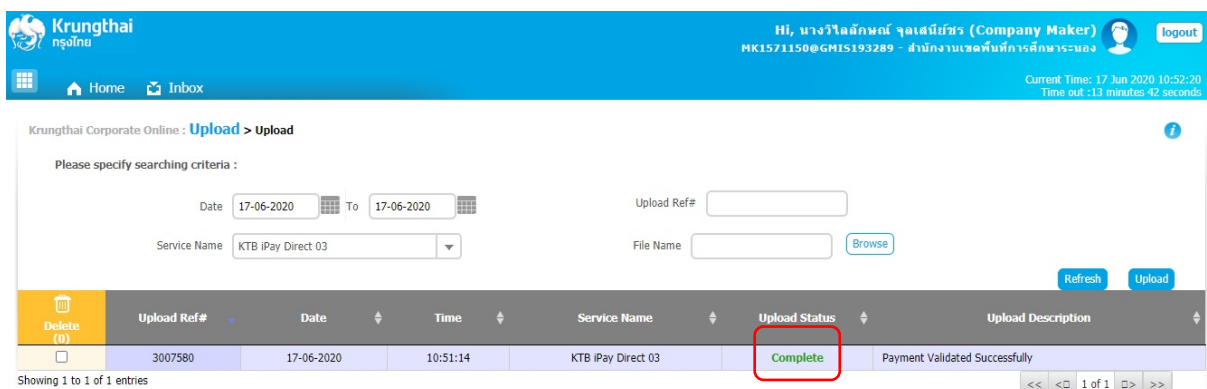 Krungthai
กรุงไทย
Hi, นางวิไลลักษณ์ จุลเสนีย์ชร (Company Maker)
MK1571150@GMIS193289 - สำนักงานเขตพื้นที่การศึกษาระนอง
logout
Home Inbox
Current Time: 17 Jun 2020 10:52:20
Time out :13 minutes 42 seconds
Krungthai Corporate Online : Upload > Upload
Please specify searching criteria :
Date 17-06-2020 To 17-06-2020 Upload Ref#
Service Name KTB iPay Direct 03 File Name Browse
Refresh Upload
Delete (0) Upload Ref# Date Time Service Name Upload Status Upload Description
3007580 17-06-2020 10:51:14 KTB iPay Direct 03 Complete Payment Validated Successfully
Showing 1 to 1 of 1 entries << < 1 of 1 > >>